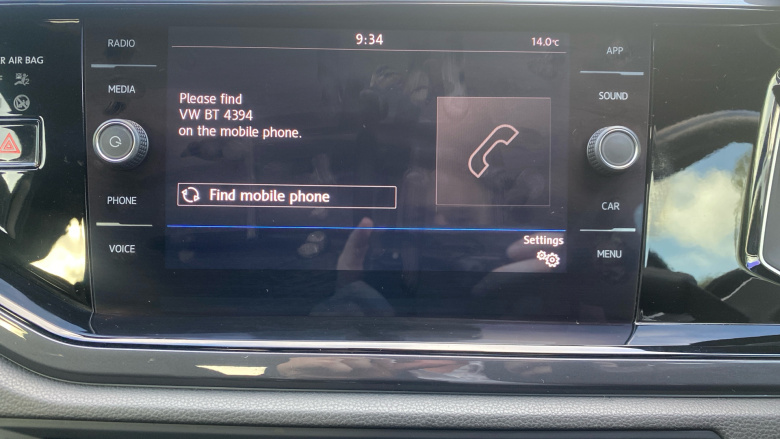 R AIR BAG
RADIO
MEDIA
PHONE
VOICE
9:34
14.0°C
Please find
VW BT 4394
on the mobile phone.
Find mobile phone
Settings
APP
SOUND
CAR
MENU